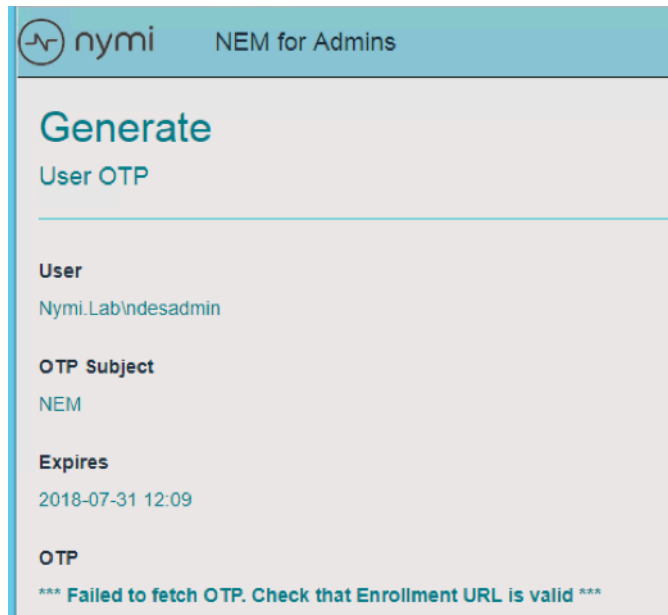 nymi NEM for Admins
Generate
User OTP
User
Nymi.Lab\ndesadmin
OTP Subject
NEM
Expires
2018-07-31 12:09
OTP
*** Failed to fetch OTP. Check that Enrollment URL is valid ***